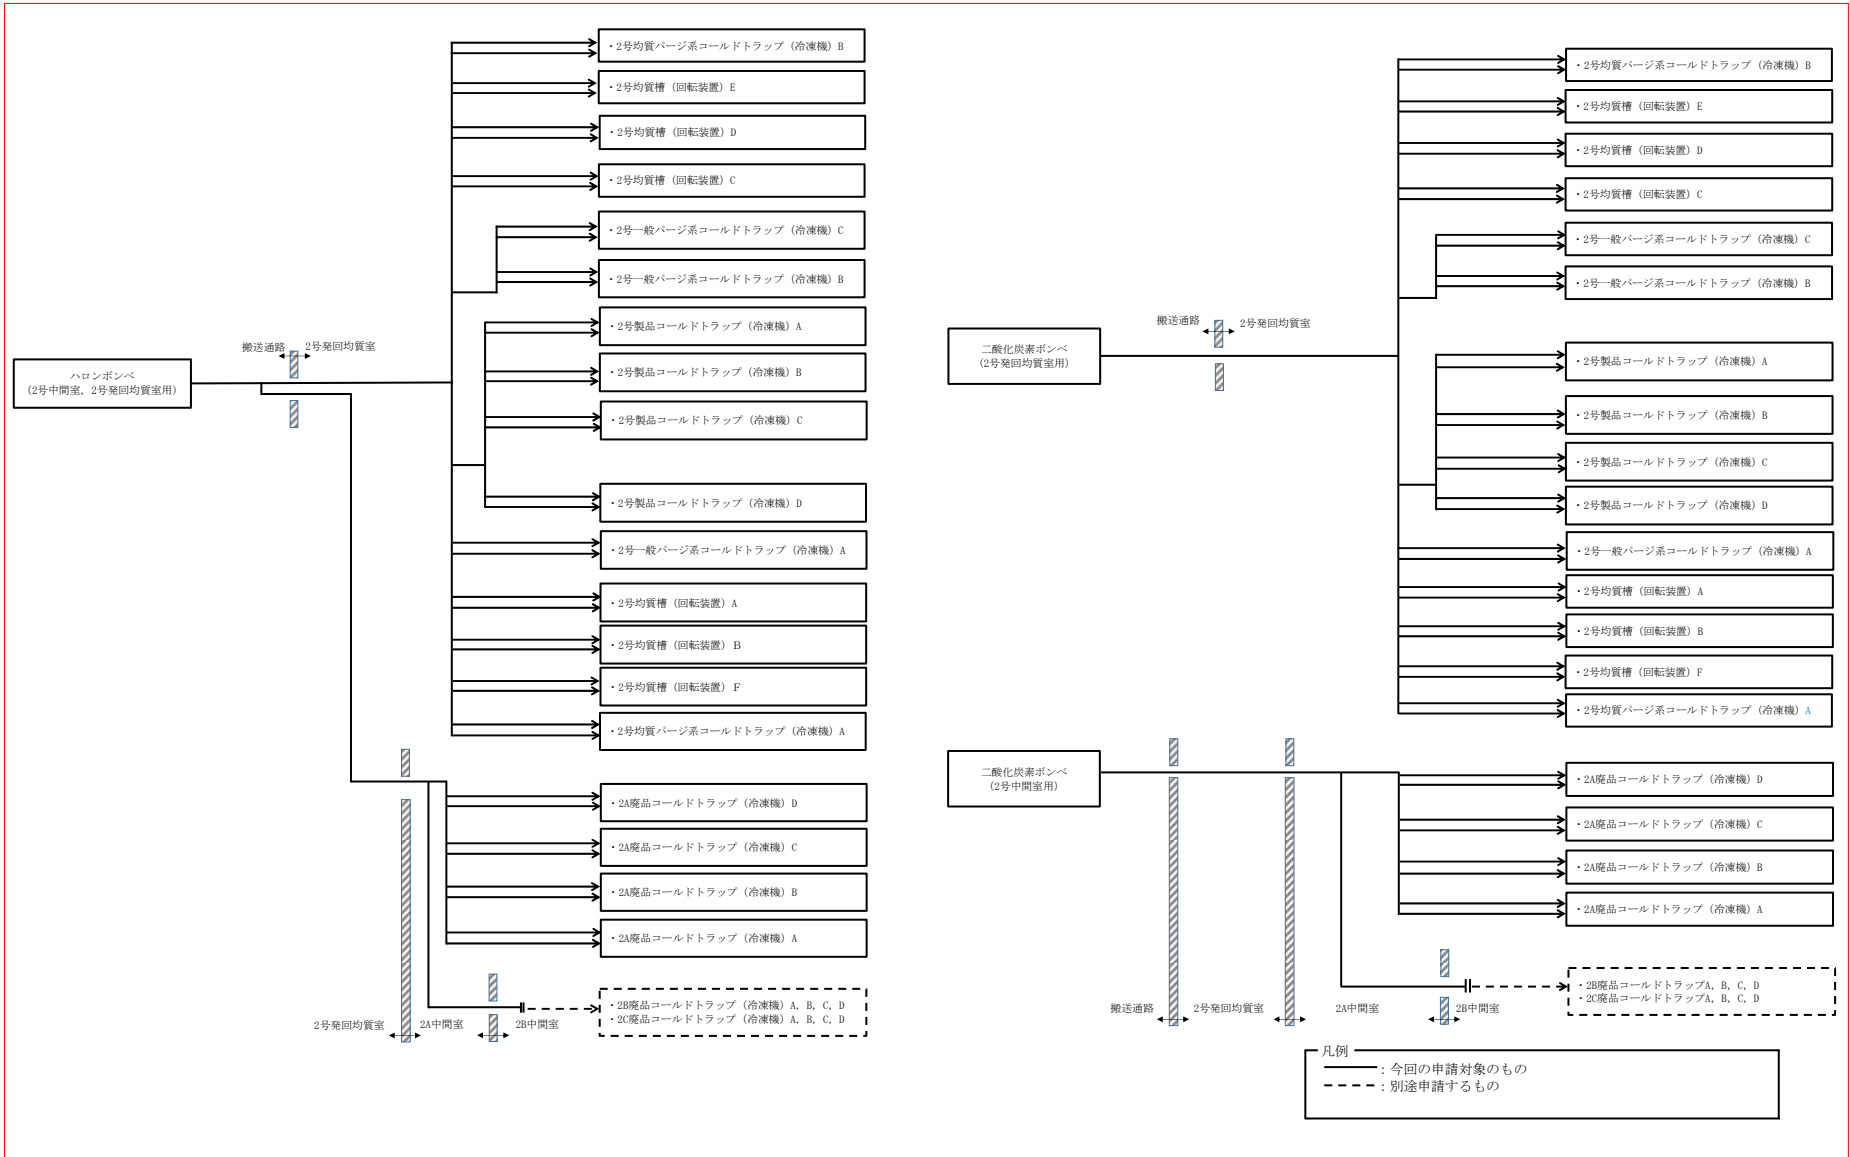 ハロンボンベ
(2号中間室, 2号発回均質室用)
搬送通路
2号発回均質室
・2号均質パージ系コールドトラップ (冷凍機) B
・2号均質槽 (回転装置) E
・2号均質槽 (回転装置) D
・2号均質槽 (回転装置) C
・2号一般パージ系コールドトラップ (冷凍機) C
・2号一般パージ系コールドトラップ (冷凍機) B
・2号製品コールドトラップ (冷凍機) A
・2号製品コールドトラップ (冷凍機) B
・2号製品コールドトラップ (冷凍機) C
・2号製品コールドトラップ (冷凍機) D
・2号一般パージ系コールドトラップ (冷凍機) A
・2号均質槽 (回転装置) A
・2号均質槽 (回転装置) B
・2号均質槽 (回転装置) F
・2号均質パージ系コールドトラップ (冷凍機) A
・2A廃品コールドトラップ (冷凍機) D
・2A廃品コールドトラップ (冷凍機) C
・2A廃品コールドトラップ (冷凍機) B
・2A廃品コールドトラップ (冷凍機) A
・2B廃品コールドトラップ (冷凍機) A, B, C, D
・2C廃品コールドトラップ (冷凍機) A, B, C, D
2号発回均質室
2A中間室
2B中間室
二酸化炭素ボンベ
(2号発回均質室用)
搬送通路
2号発回均質室
・2号均質パージ系コールドトラップ (冷凍機) B
・2号均質槽 (回転装置) E
・2号均質槽 (回転装置) D
・2号均質槽 (回転装置) C
・2号一般パージ系コールドトラップ (冷凍機) C
・2号一般パージ系コールドトラップ (冷凍機) B
・2号製品コールドトラップ (冷凍機) A
・2号製品コールドトラップ (冷凍機) B
・2号製品コールドトラップ (冷凍機) C
・2号製品コールドトラップ (冷凍機) D
・2号一般パージ系コールドトラップ (冷凍機) A
・2号均質槽 (回転装置) A
・2号均質槽 (回転装置) B
・2号均質槽 (回転装置) F
・2号均質パージ系コールドトラップ (冷凍機) A
二酸化炭素ボンベ
(2号中間室用)
・2A廃品コールドトラップ (冷凍機) D
・2A廃品コールドトラップ (冷凍機) C
・2A廃品コールドトラップ (冷凍機) B
・2A廃品コールドトラップ (冷凍機) A
・2B廃品コールドトラップA, B, C, D
・2C廃品コールドトラップA, B, C, D
搬送通路
2号発回均質室
2A中間室
2B中間室
凡例
：今回の申請対象のもの
：別途申請するもの